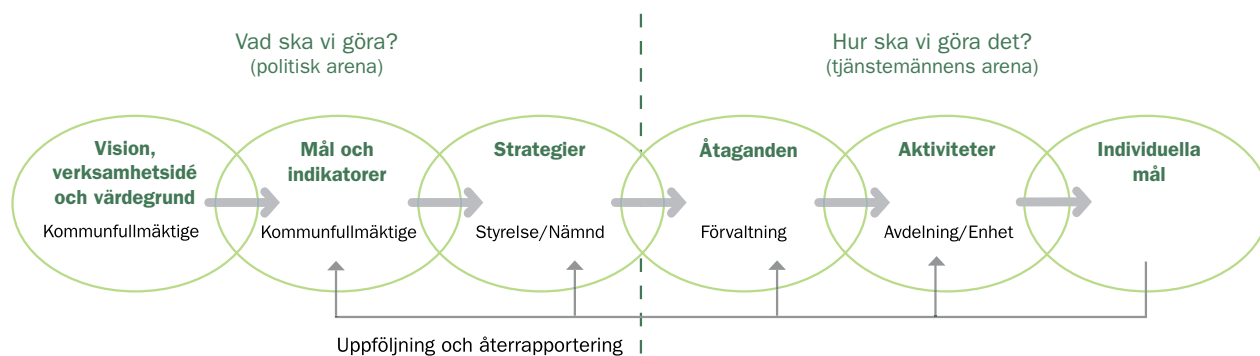 Vad ska vi göra?
(politisk arena)
Hur ska vi göra det?
(tjänstemännens arena)
Vision,
verksamhetsidé
och värdegrund
Kommunfullmäktige
Mål och
indikatorer
Kommunfullmäktige
Strategier
Styrelse/Nämnd
Åtaganden
Förvaltning
Aktiviteter
Avdelning/Enhet
Individuella
mål
Uppföljning och återrapportering